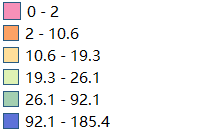 0 - 2
2 - 10.6
10.6 - 19.3
19.3 - 26.1
26.1 - 92.1
92.1 - 185.4